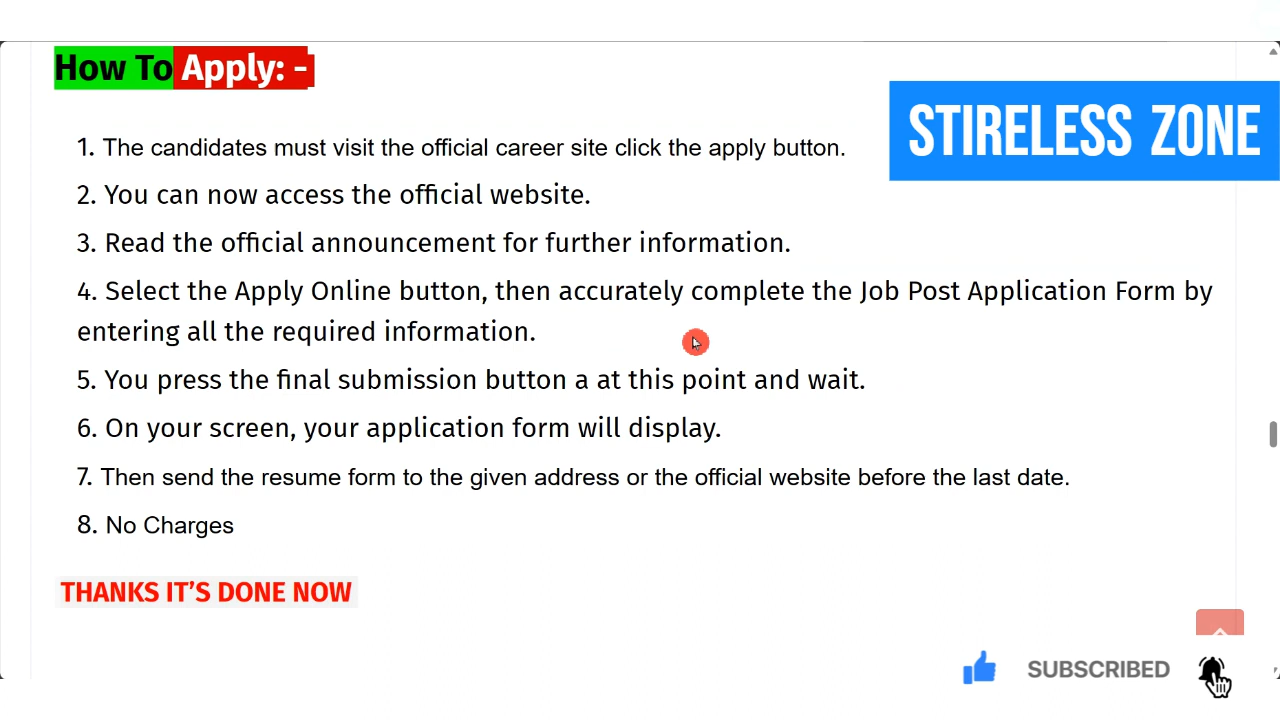 How To Apply: -
STIRELESS ZONE
1. The candidates must visit the official career site click the apply button.
2. You can now access the official website.
3. Read the official announcement for further information.
4. Select the Apply Online button, then accurately complete the Job Post Application Form by
entering all the required information.
5. You press the final submission button a at this point and wait.
6. On your screen, your application form will display.
7. Then send the resume form to the given address or the official website before the last date.
8. No Charges
THANKS IT’S DONE NOW
SUBSCRIBED